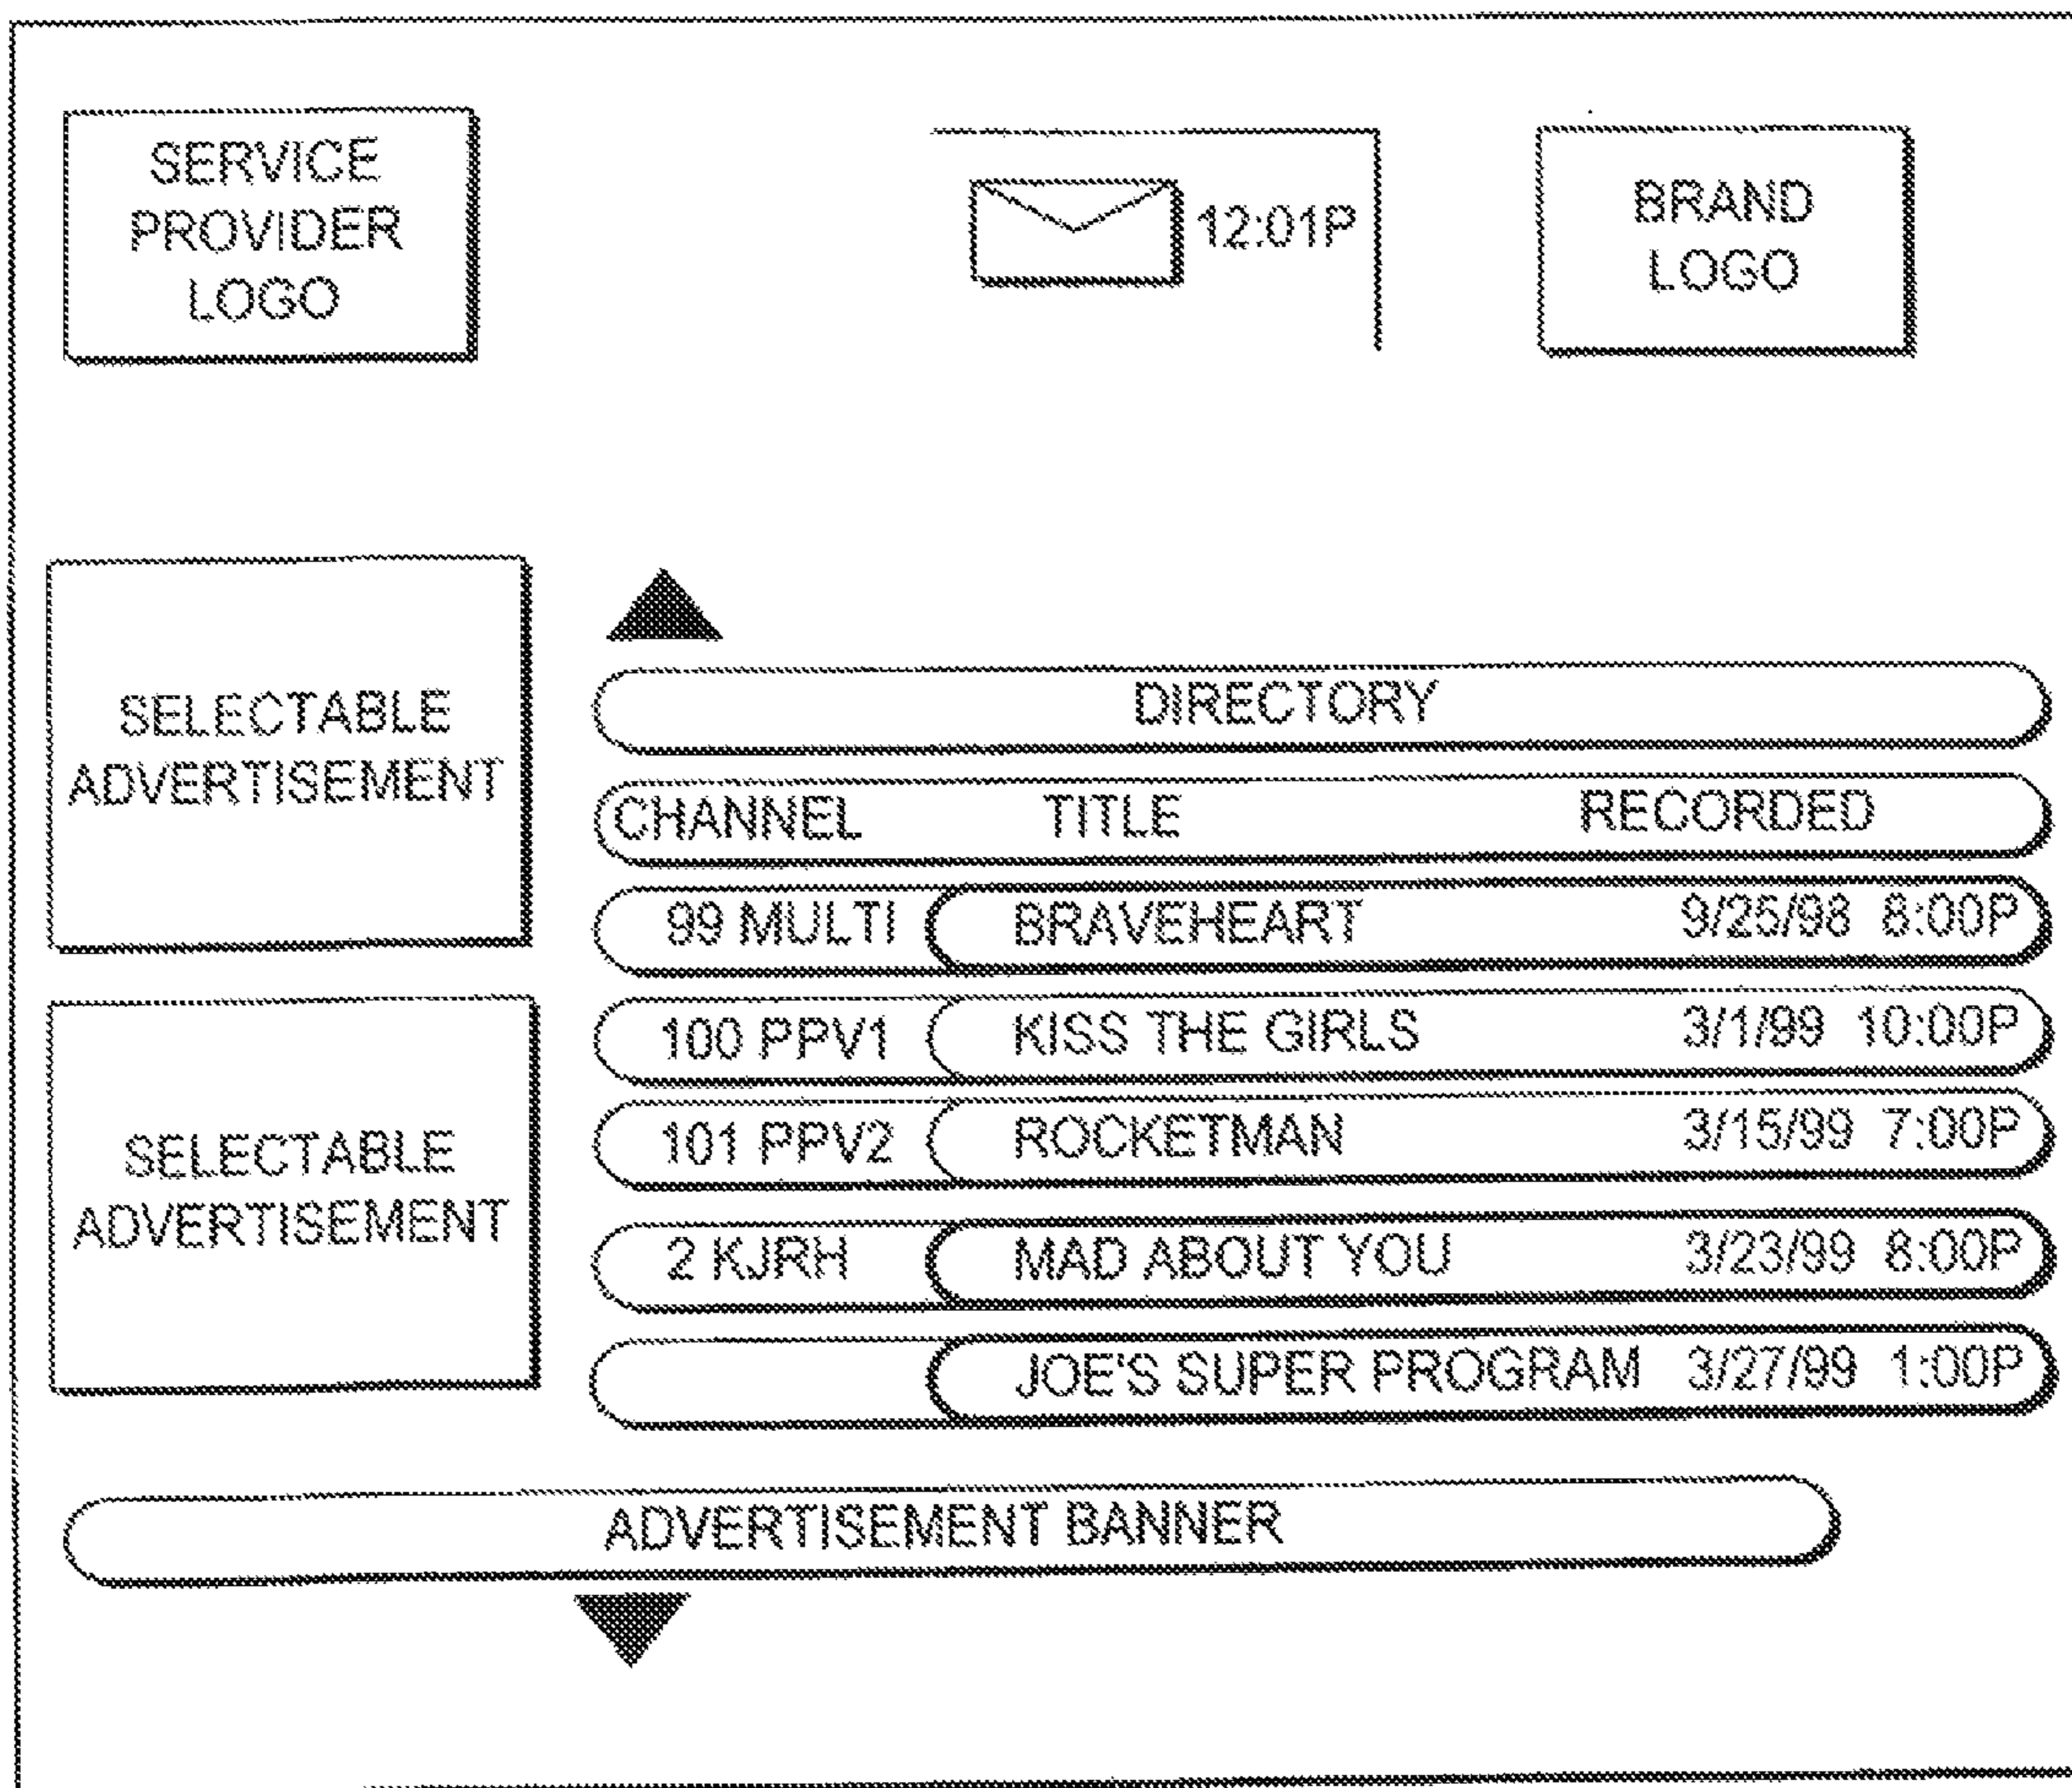 SERVICE
PROVIDER
LOGO
12:01P
BRAND
LOGO
SELECTABLE
ADVERTISEMENT
SELECTABLE
ADVERTISEMENT
DIRECTORY
CHANNEL TITLE RECORDED
99 MULTI BRAVEHEART 9/25/98 8:00P
100 PPV1 KISS THE GIRLS 3/1/99 10:00P
101 PPV2 ROCKETMAN 3/15/99 7:00P
2 KJRH MAD ABOUT YOU 3/23/99 8:00P
JOE'S SUPER PROGRAM 3/27/99 1:00P
ADVERTISEMENT BANNER